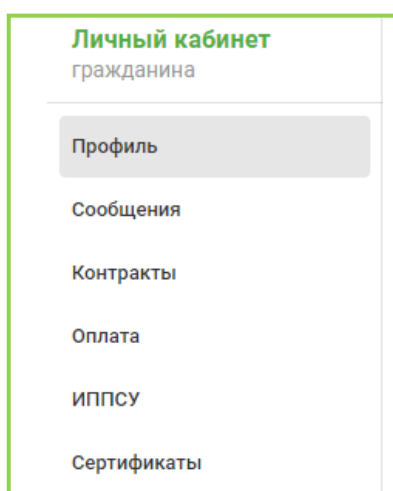 Личный кабинет
гражданина
Профиль
Сообщения
Контракты
Оплата
ИППСУ
Сертификаты